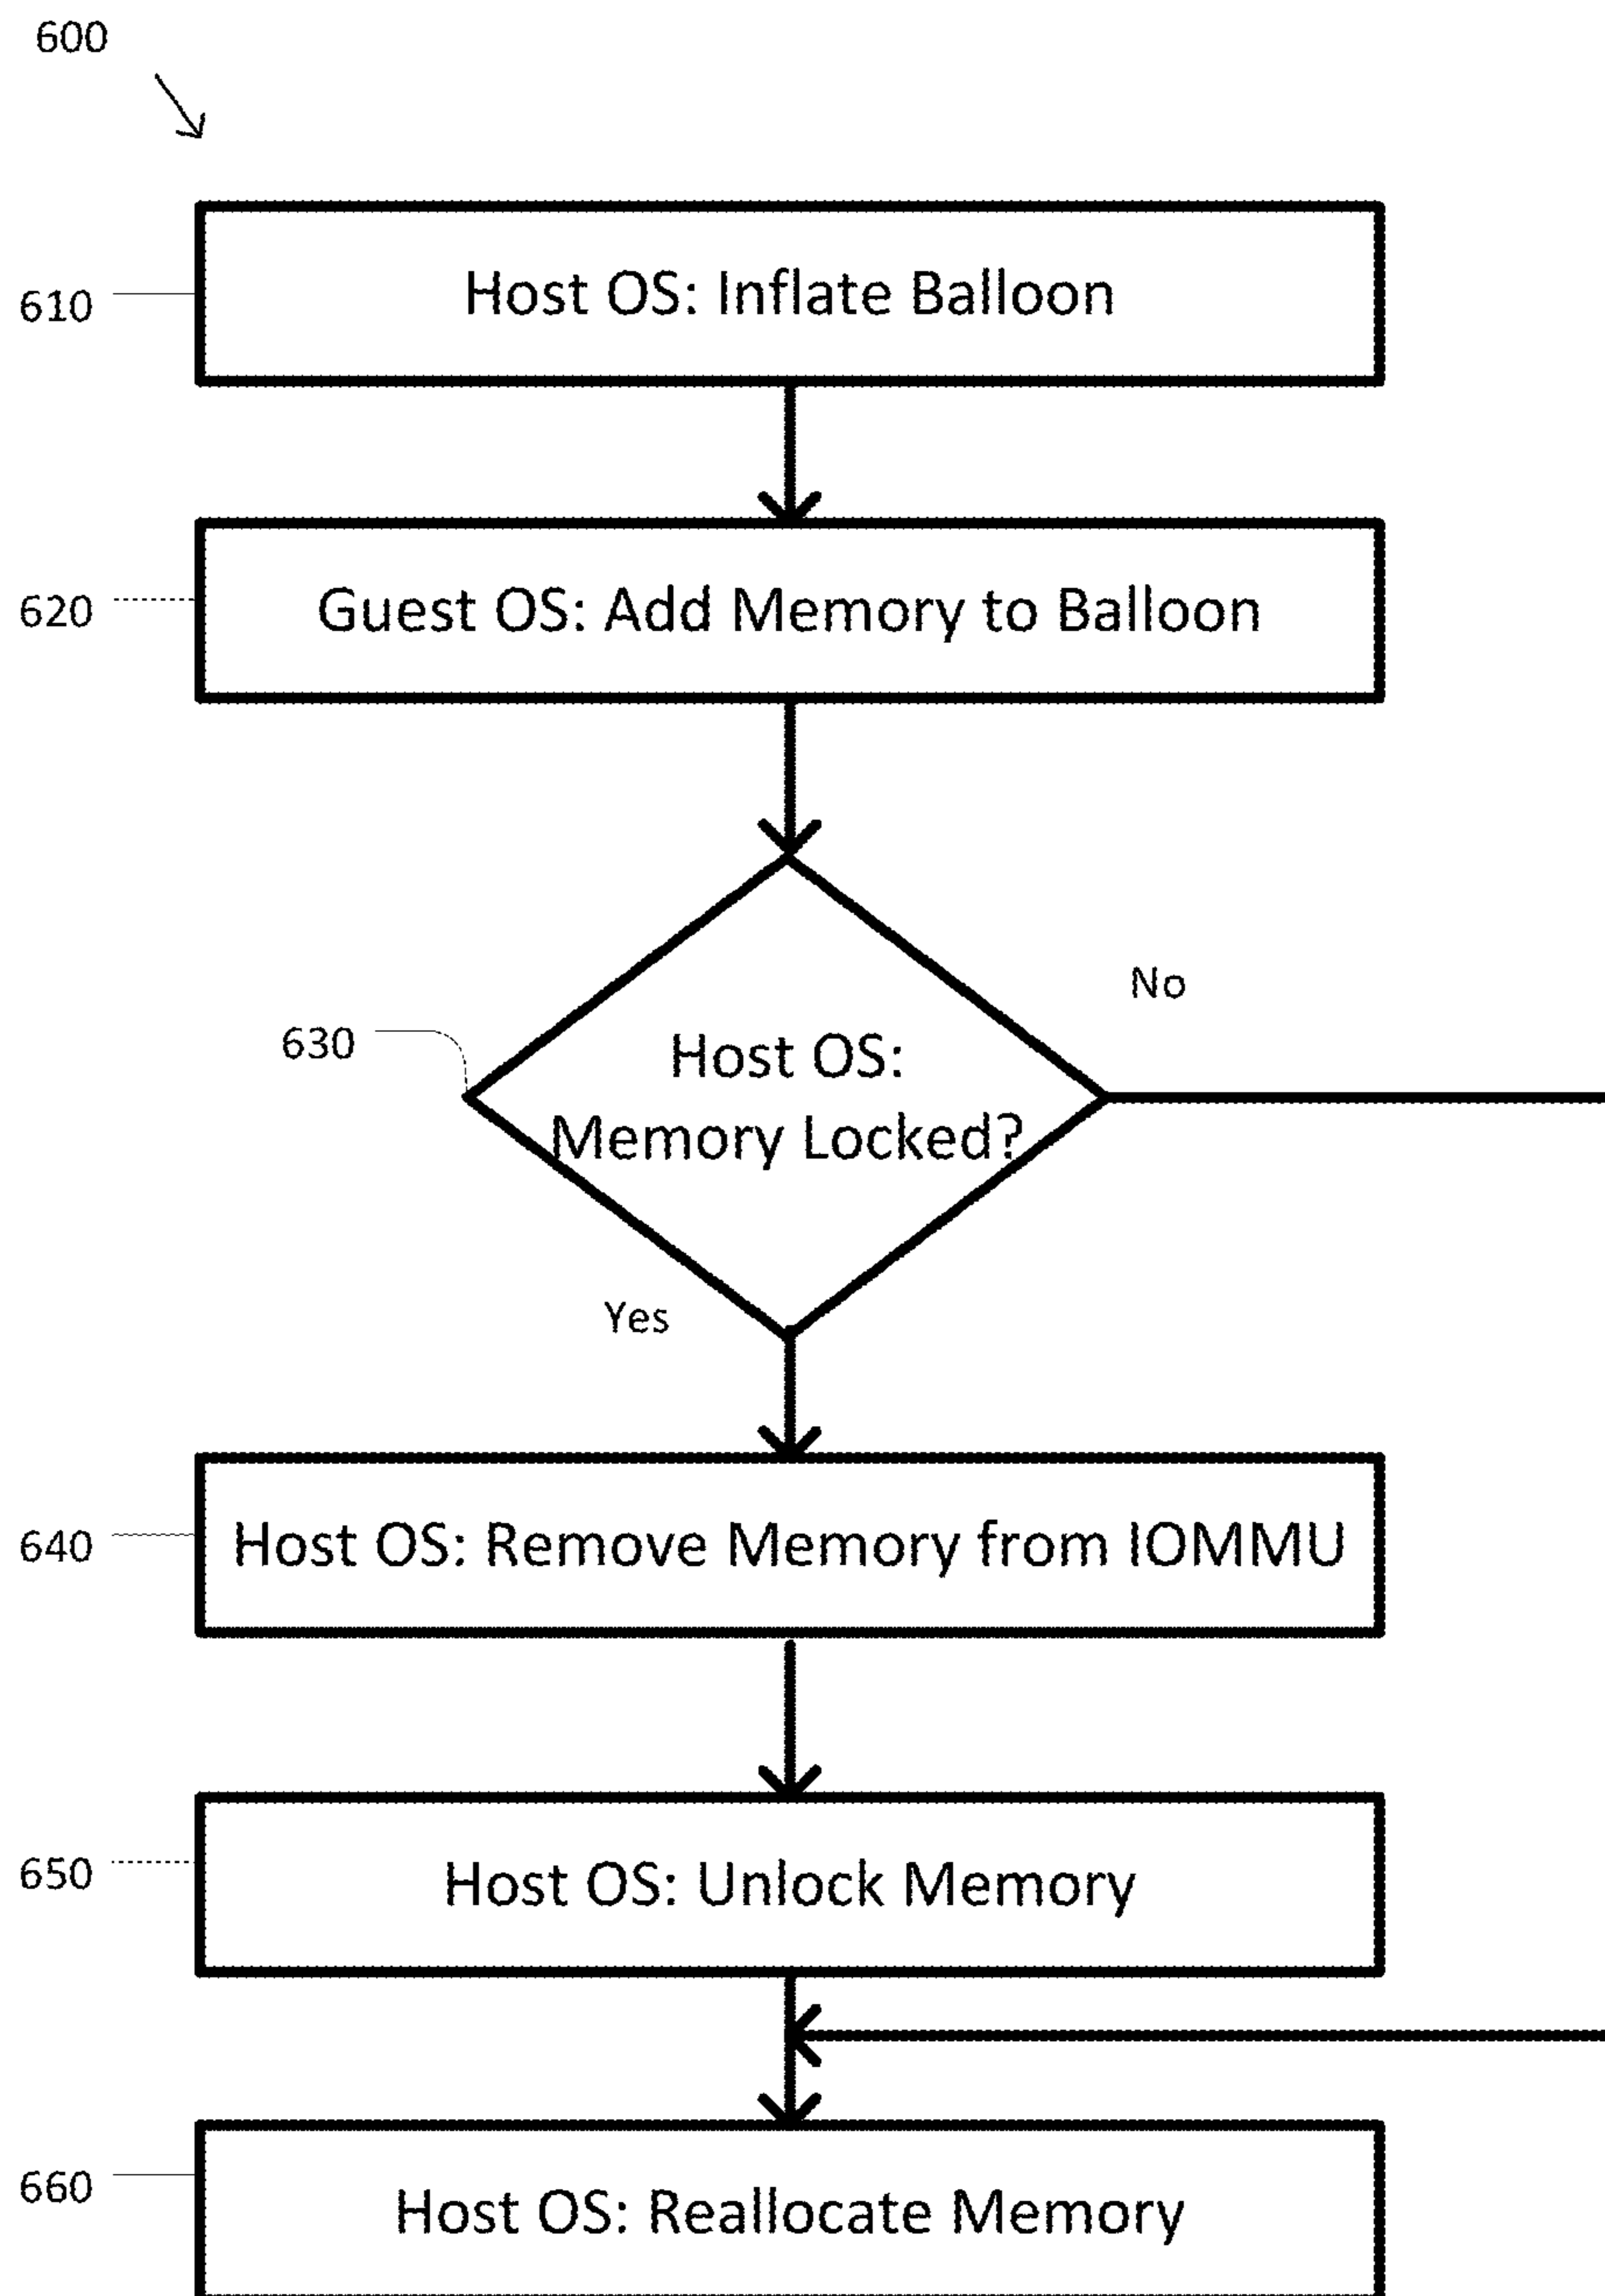 600
610
Host OS: Inflate Balloon
620
Guest OS: Add Memory to Balloon
No
630
Host OS:
Memory Locked?
Yes
640
Host OS: Remove Memory from IOMMU
650
Host OS: Unlock Memory
660
Host OS: Reallocate Memory